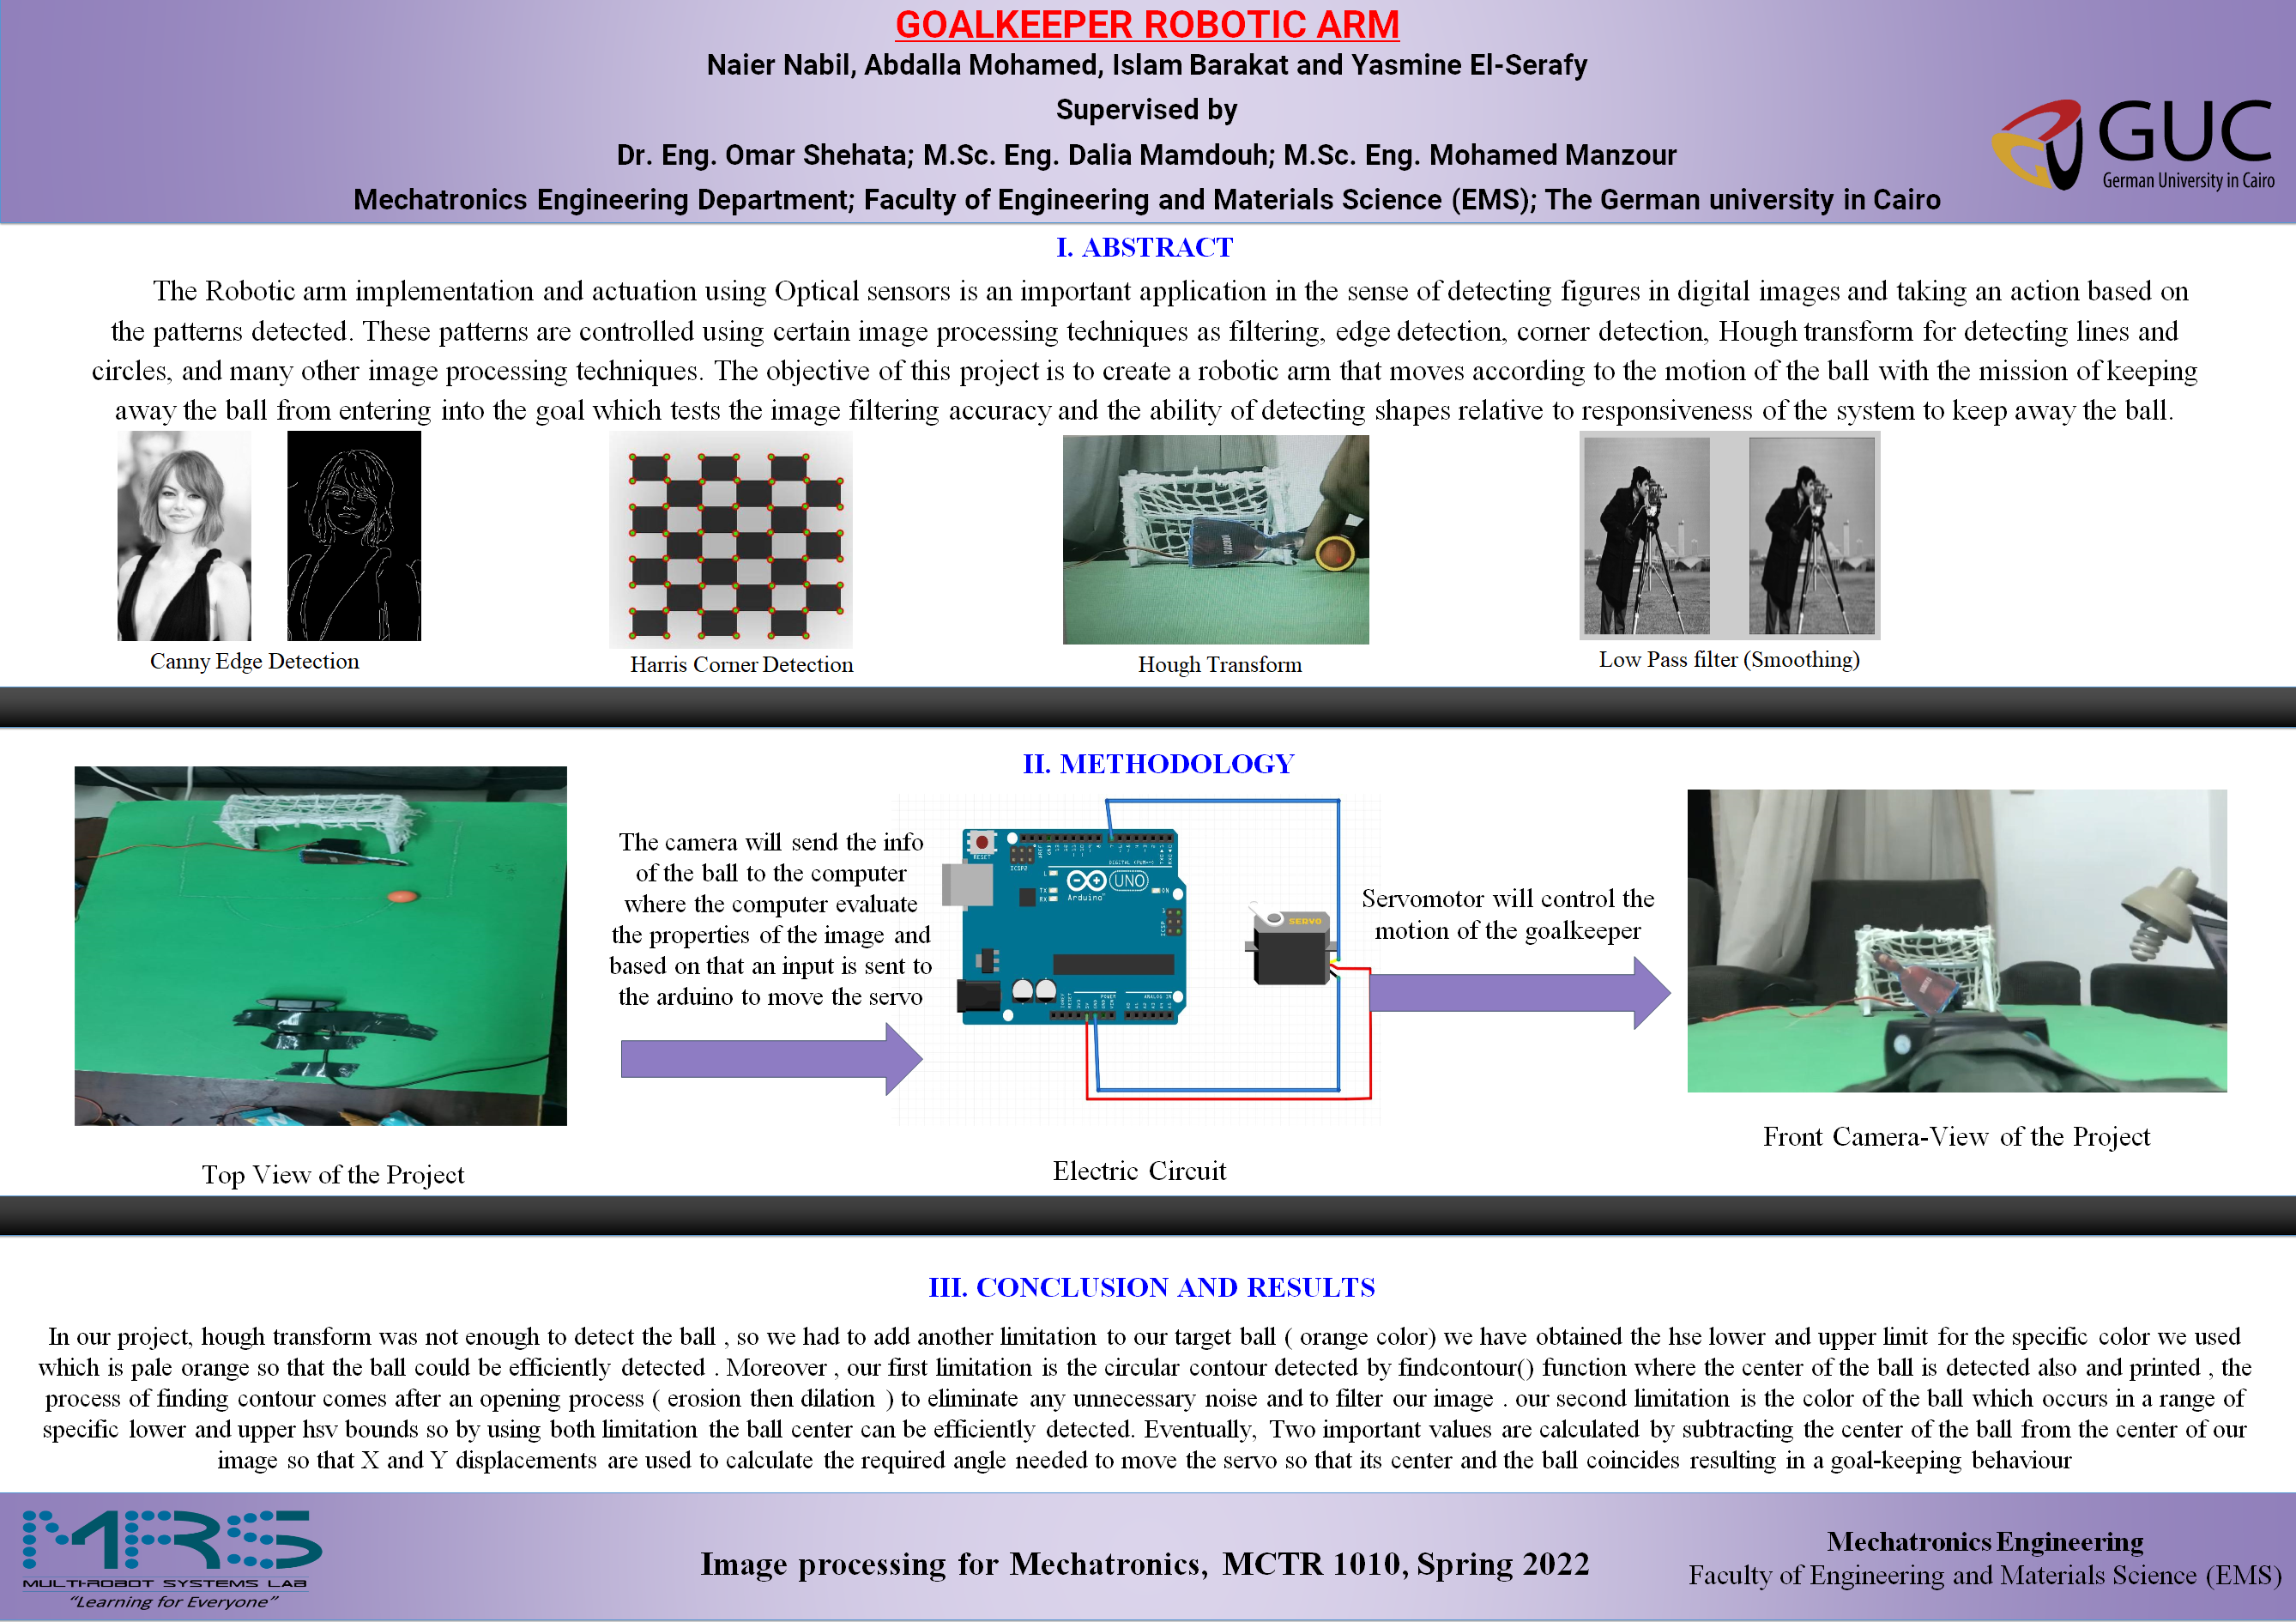 GOALKEEPER ROBOTIC ARM
Naier Nabil, Abdalla Mohamed, Islam Barakat and Yasmine El-Serafy
Supervised by
Dr. Eng. Omar Shehata; M.Sc. Eng. Dalia Mamdouh; M.Sc. Eng. Mohamed Manzour
Mechatronics Engineering Department; Faculty of Engineering and Materials Science (EMS); The German university in Cairo
GUC
German University in Cairo
I. ABSTRACT
The Robotic arm implementation and actuation using Optical sensors is an important application in the sense of detecting figures in digital images and taking an action based on
the patterns detected. These patterns are controlled using certain image processing techniques as filtering, edge detection, corner detection, Hough transform for detecting lines and
circles, and many other image processing techniques. The objective of this project is to create a robotic arm that moves according to the motion of the ball with the mission of keeping
away the ball from entering into the goal which tests the image filtering accuracy and the ability of detecting shapes relative to responsiveness of the system to keep away the ball.
Canny Edge Detection
Harris Corner Detection
Hough Transform
Low Pass filter (Smoothing)
II. METHODOLOGY
The camera will send the info
of the ball to the computer
where the computer evaluate
the properties of the image and
based on that an input is sent to
the arduino to move the servo
RESET
ICSP2
AREF
GND
DIGITAL (PWM=~)
L
TX
RX
UNO
Arduino
ON
ICSP
POWER
ANALOG IN
SERVO
Servomotor will control the
motion of the goalkeeper
Top View of the Project
Electric Circuit
Front Camera-View of the Project
III. CONCLUSION AND RESULTS
In our project, hough transform was not enough to detect the ball , so we had to add another limitation to our target ball ( orange color) we have obtained the hse lower and upper limit for the specific color we used
which is pale orange so that the ball could be efficiently detected . Moreover , our first limitation is the circular contour detected by findcontour() function where the center of the ball is detected also and printed , the
process of finding contour comes after an opening process ( erosion then dilation ) to eliminate any unnecessary noise and to filter our image . our second limitation is the color of the ball which occurs in a range of
specific lower and upper hsv bounds so by using both limitation the ball center can be efficiently detected. Eventually, Two important values are calculated by subtracting the center of the ball from the center of our
image so that X and Y displacements are used to calculate the required angle needed to move the servo so that its center and the ball coincides resulting in a goal-keeping behaviour
MRS
MULTI-ROBOT SYSTEMS LAB
"Learning for Everyone"
Image processing for Mechatronics, MCTR 1010, Spring 2022
Mechatronics Engineering
Faculty of Engineering and Materials Science (EMS)